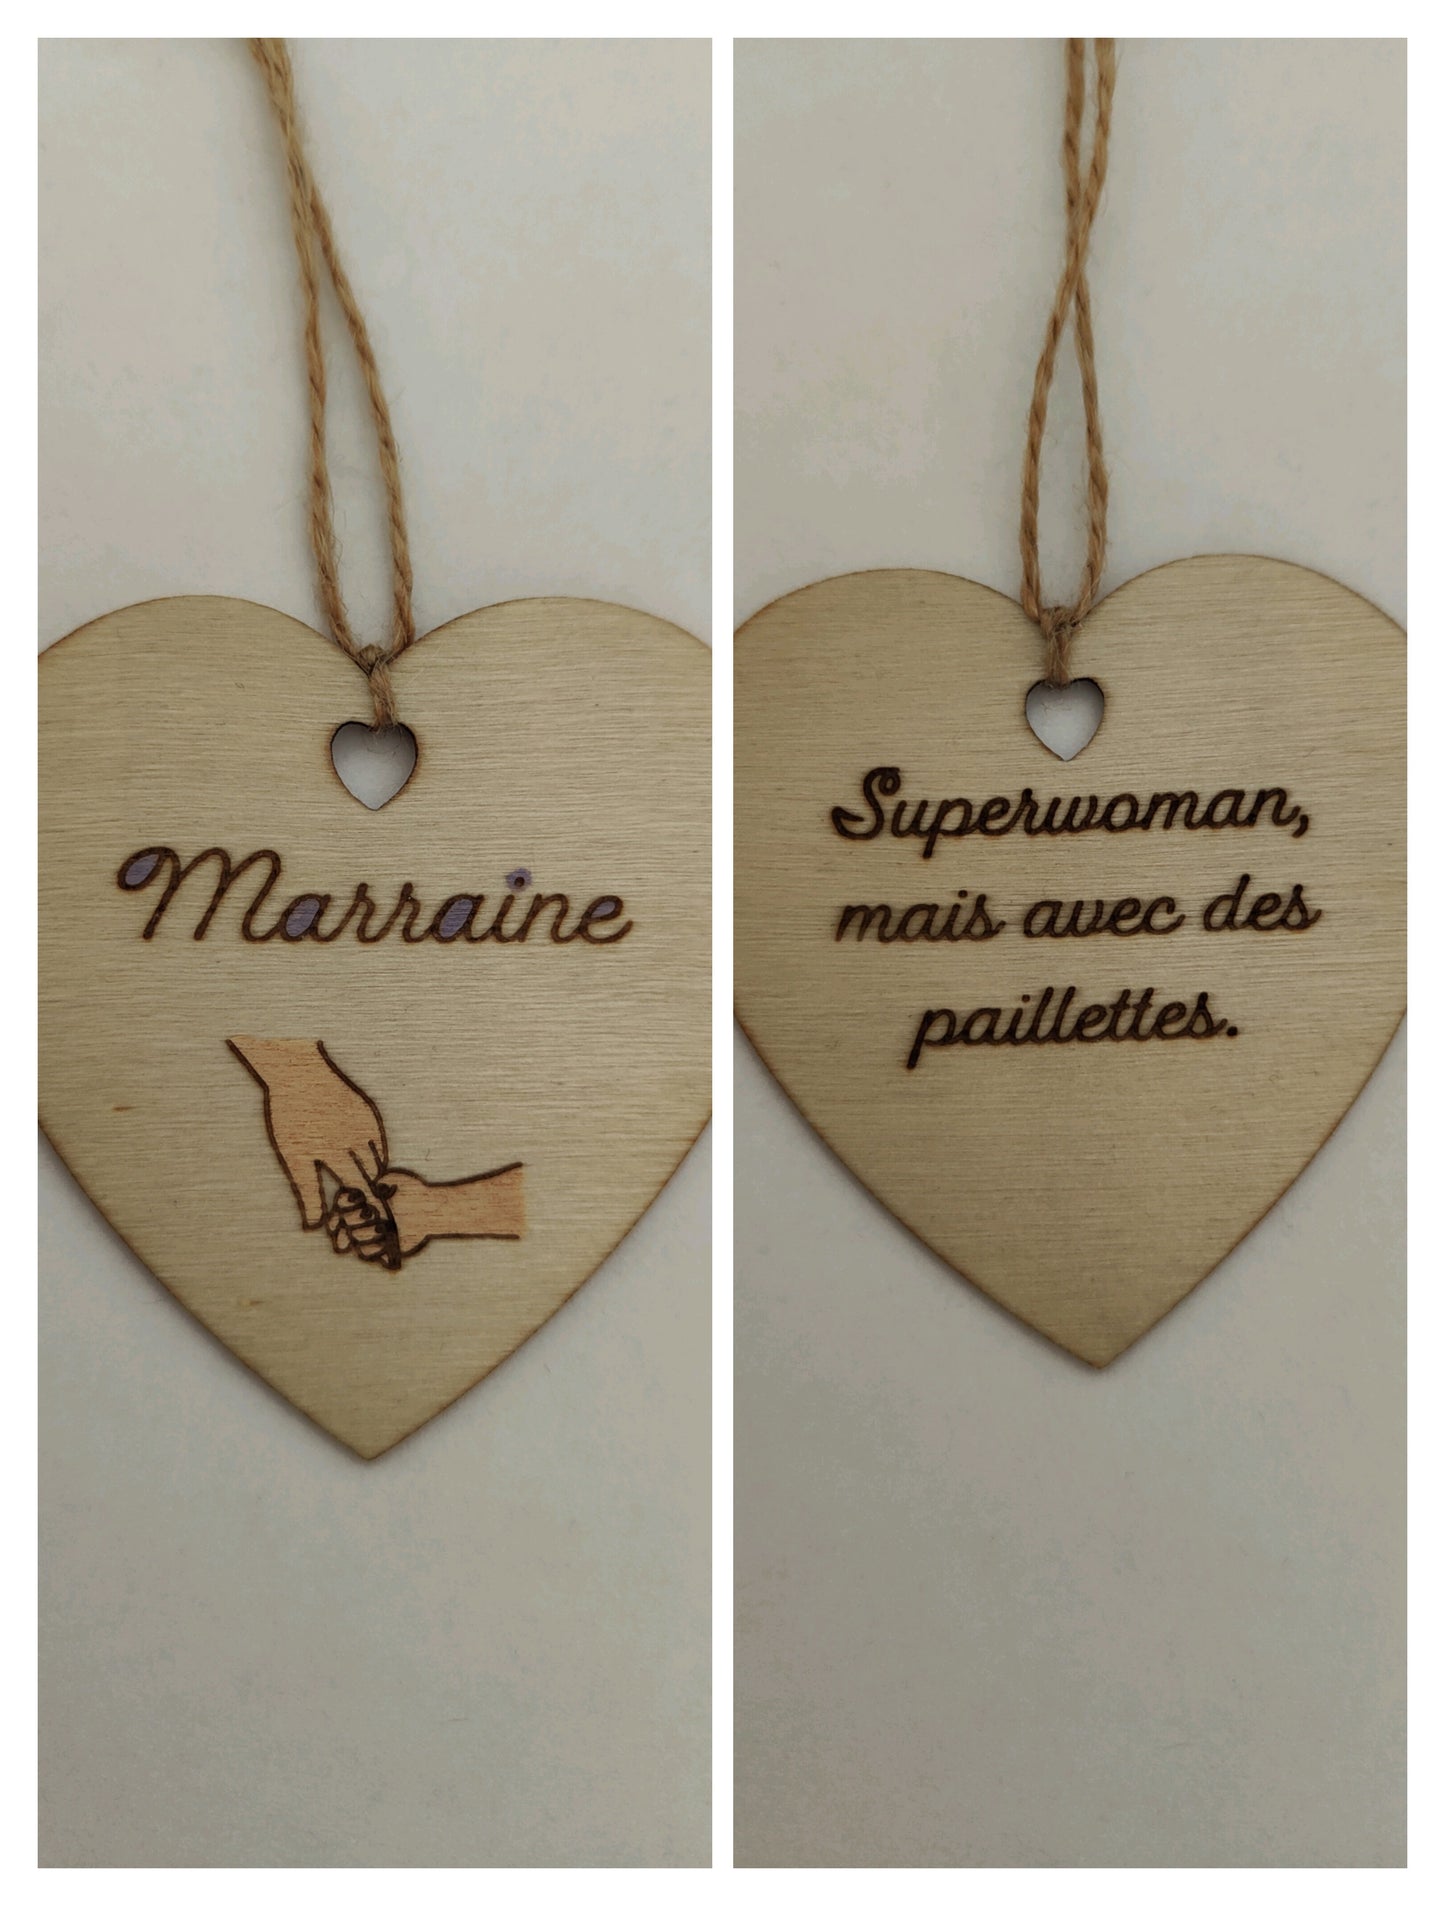 Marraine
Superwoman,
mais avec des
paillettes.